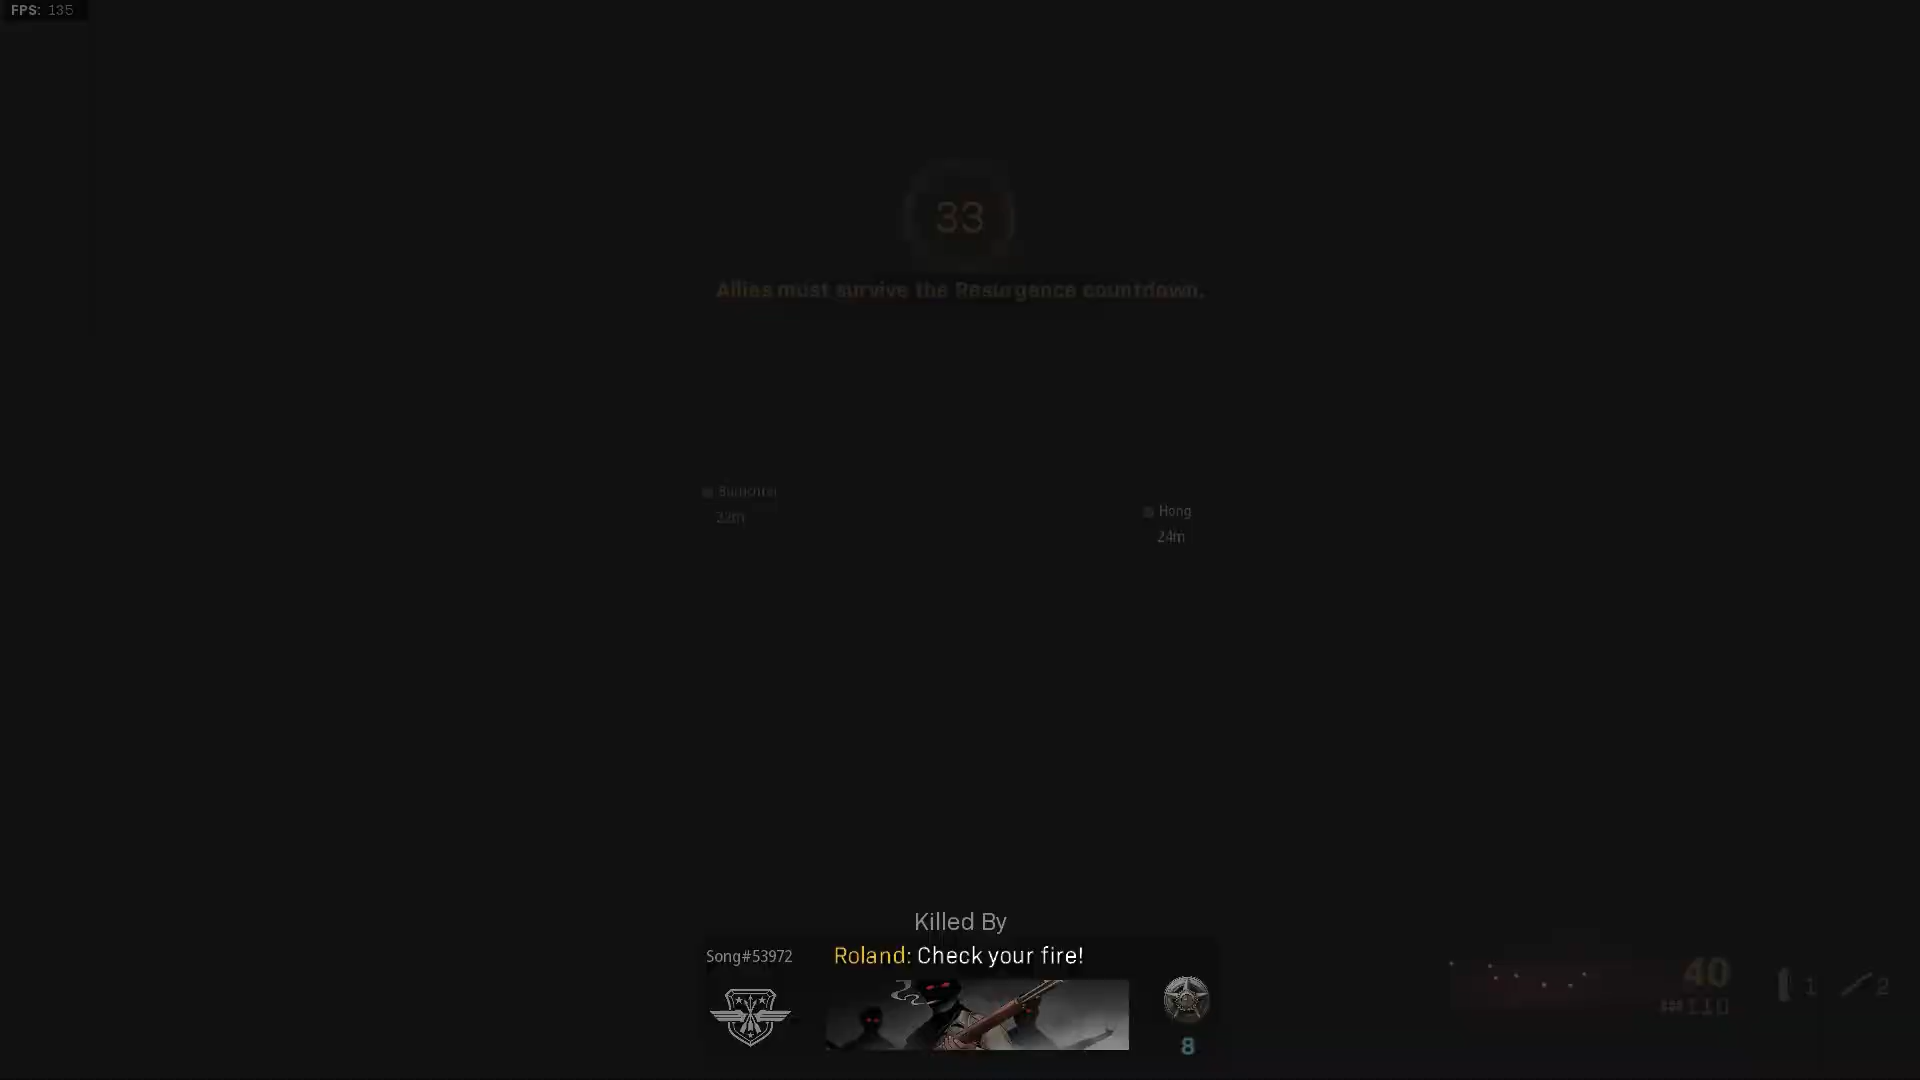 FPS: 135
33
Allies must survive the Resurgence countdown.
32m
Hong
24m
Killed By
Song#53972
Roland: Check your fire!
8
40
110
1
2